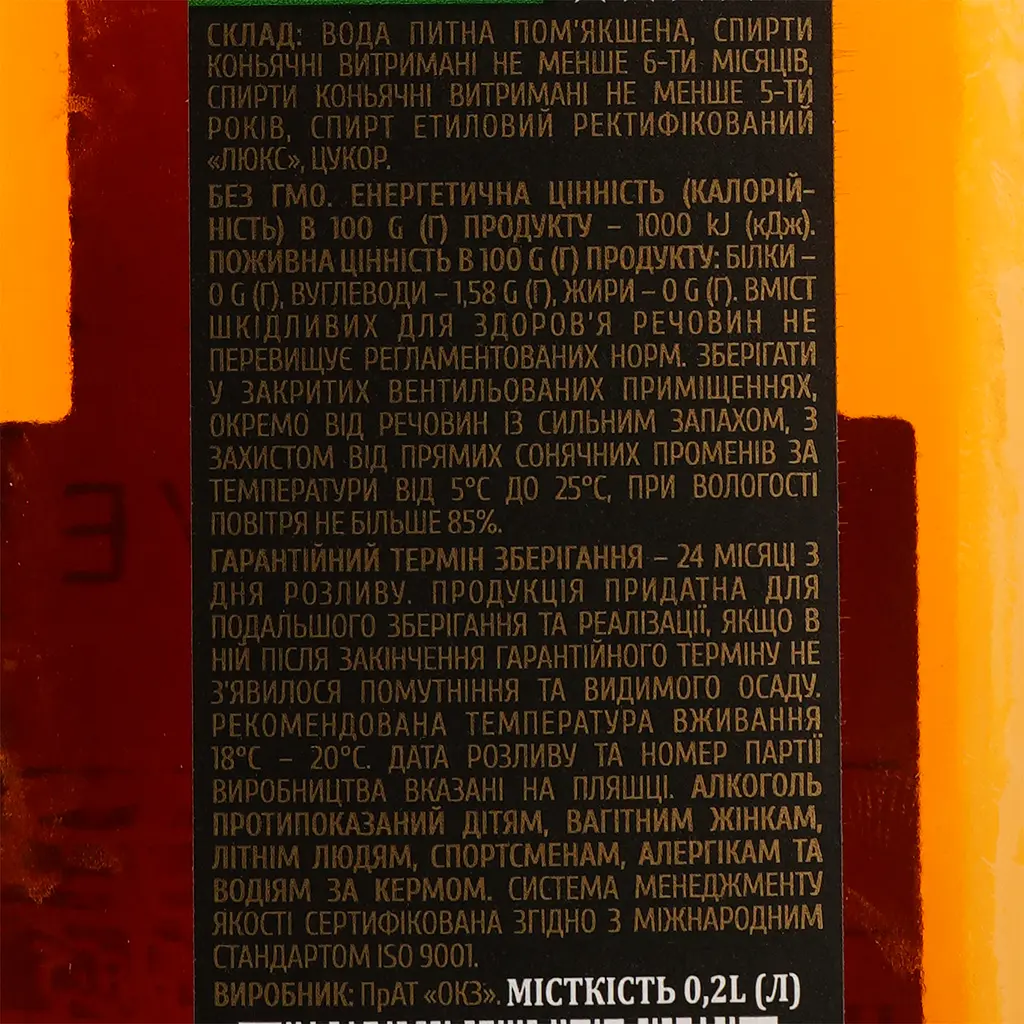 СКЛАД: ВОДА ПИТНА ПОМ'ЯКШЕНА, СПИРТИ
КОНЬЯЧНІ ВИТРИМАНІ НЕ МЕНШЕ 6-ТИ МІСЯЦІВ,
СПИРТИ КОНЬЯЧНІ ВИТРИМАНІ НЕ МЕНШЕ 5-ТИ
РОКІВ, СПИРТ ЕТИЛОВИЙ РЕКТИФІКОВАНИЙ
«ЛЮКС», ЦУКОР.
БЕЗ ГМО. ЕНЕРГЕТИЧНА ЦІННІСТЬ (КАЛОРІЙ-
НІСТЬ) В 100 G (Г) ПРОДУКТУ – 1000 kJ (кДж).
ПОЖИВНА ЦІННІСТЬ В 100 G (Г) ПРОДУКТУ: БІЛКИ –
0 G (Г), ВУГЛЕВОДИ – 1,58 G (Г), ЖИРИ – 0 G (Г). ВМІСТ
ШКІДЛИВИХ ДЛЯ ЗДОРОВ'Я РЕЧОВИН НЕ
ПЕРЕВИЩУЄ РЕГЛАМЕНТОВАНИХ НОРМ. ЗБЕРІГАТИ
У ЗАКРИТИХ ВЕНТИЛЬОВАНИХ ПРИМІЩЕННЯХ,
ОКРЕМО ВІД РЕЧОВИН ІЗ СИЛЬНИМ ЗАПАХОМ, З
ЗАХИСТОМ ВІД ПРЯМИХ СОНЯЧНИХ ПРОМЕНІВ ЗА
ТЕМПЕРАТУРИ ВІД 5°С ДО 25°С, ПРИ ВОЛОГОСТІ
ПОВІТРЯ НЕ БІЛЬШЕ 85%.
ГАРАНТІЙНИЙ ТЕРМІН ЗБЕРІГАННЯ – 24 МІСЯЦІ З
ДНЯ РОЗЛИВУ. ПРОДУКЦІЯ ПРИДАТНА ДЛЯ
ПОДАЛЬШОГО ЗБЕРІГАННЯ ТА РЕАЛІЗАЦІЇ, ЯКЩО В
НІЙ ПІСЛЯ ЗАКІНЧЕННЯ ГАРАНТІЙНОГО ТЕРМІНУ НЕ
З'ЯВИЛОСЯ ПОМУТНІННЯ ТА ВИДИМОГО ОСАДУ.
РЕКОМЕНДОВАНА ТЕМПЕРАТУРА ВЖИВАННЯ
18°С – 20°С. ДАТА РОЗЛИВУ ТА НОМЕР ПАРТІЇ
ВИРОБНИЦТВА ВКАЗАНІ НА ПЛЯШЦІ. АЛКОГОЛЬ
ПРОТИПОКАЗАНИЙ ДІТЯМ, ВАГІТНИМ ЖІНКАМ,
ЛІТНІМ ЛЮДЯМ, СПОРТСМЕНАМ, АЛЕРГІКАМ ТА
ВОДІЯМ ЗА КЕРМОМ. СИСТЕМА МЕНЕДЖМЕНТУ
ЯКОСТІ СЕРТИФІКОВАНА ЗГІДНО З МІЖНАРОДНИМ
СТАНДАРТОМ ISO 9001.
ВИРОБНИК: ПрАТ «ОКЗ». МІСТКІСТЬ 0,2L (Л)